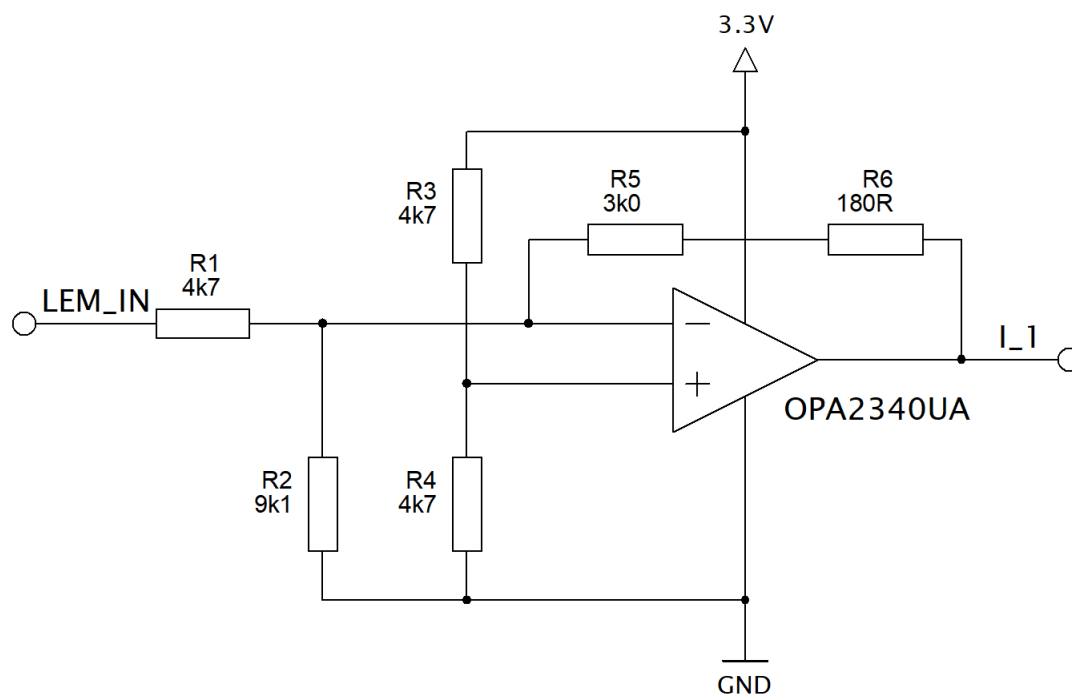 3.3V
R3
4k7
R5
3k0
R6
180R
R1
4k7
LEM_IN
I_1
OPA2340UA
R2
9k1
R4
4k7
GND